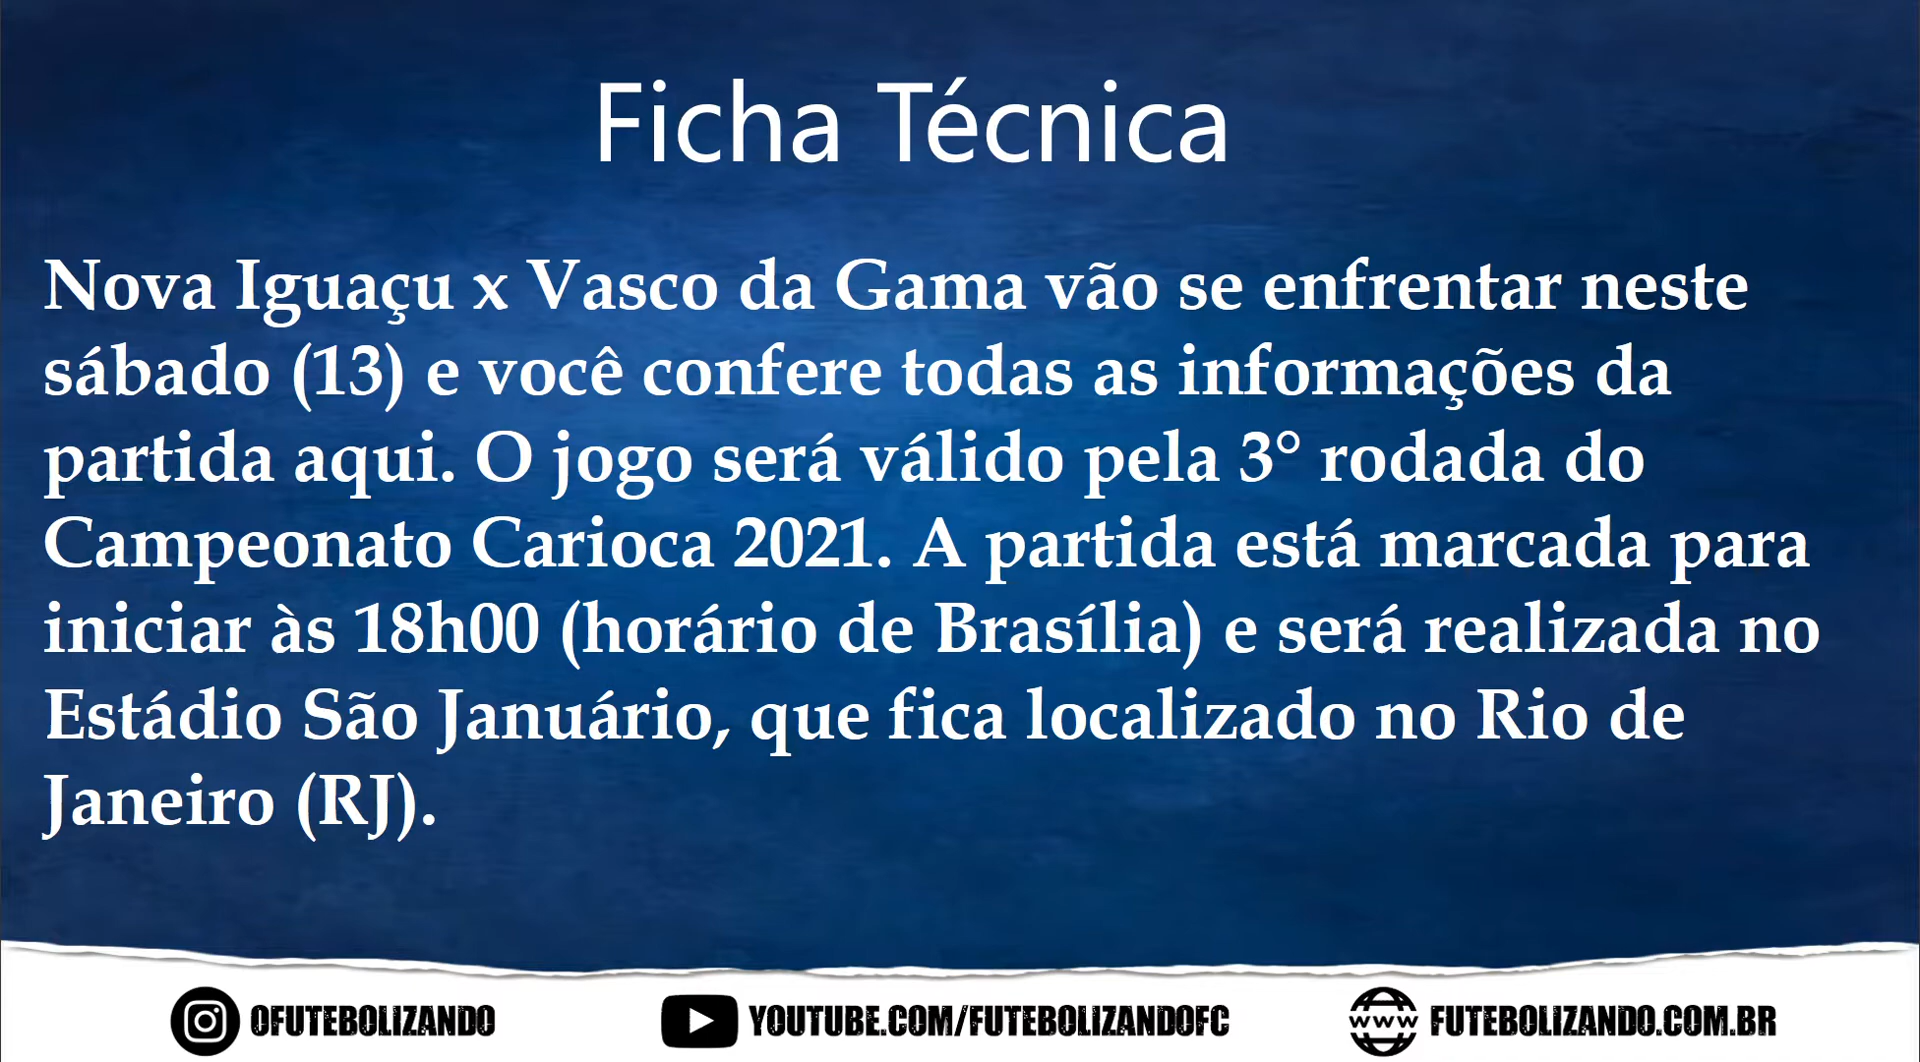 Ficha Técnica
Nova Iguaçu x Vasco da Gama vão se enfrentar neste
sábado (13) e você confere todas as informações da
partida aqui. O jogo será válido pela 3° rodada do
Campeonato Carioca 2021. A partida está marcada para
iniciar às 18h00 (horário de Brasília) e será realizada no
Estádio São Januário, que fica localizado no Rio de
Janeiro (RJ).
OFUTEBOLIZANDO
YOUTUBE.COM/FUTEBOLIZANDOFC
WWW
FUTEBOLIZANDO.COM.BR